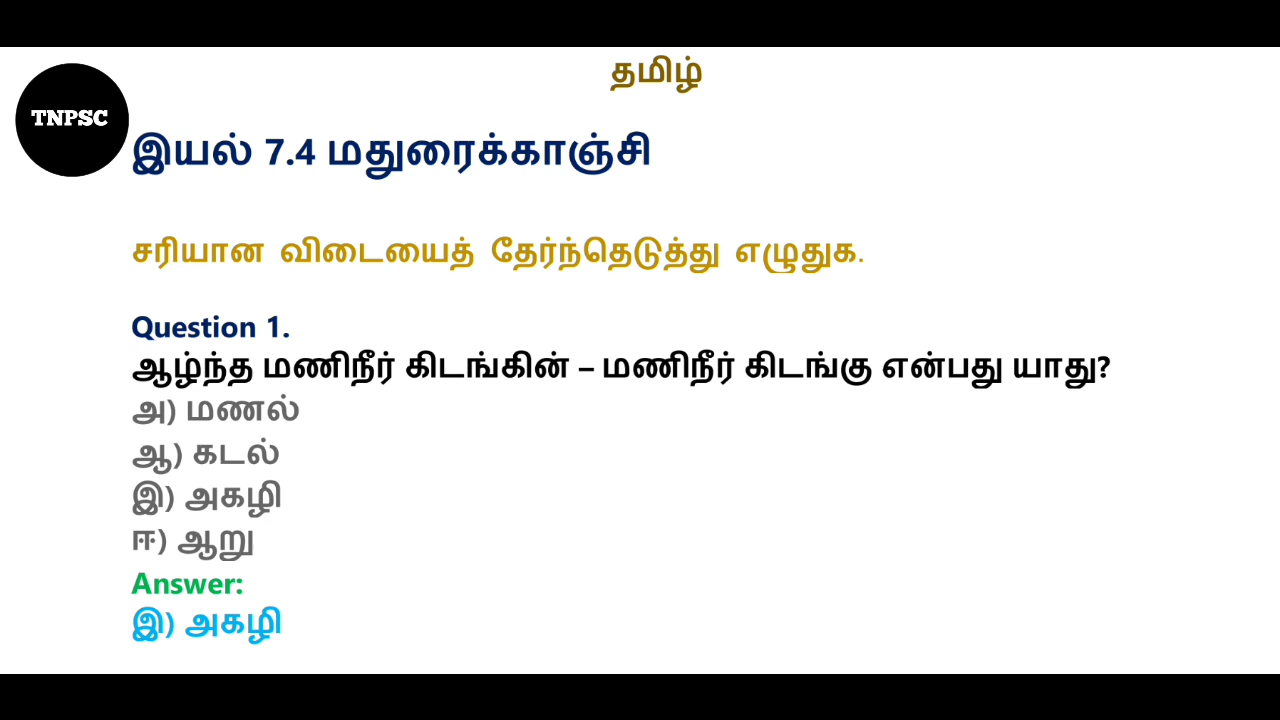 தமிழ்
TNPSC
இயல் 7.4 மதுரைக்காஞ்சி
சரியான விடையைத் தேர்ந்தெடுத்து எழுதுக.
Question 1.
ஆழ்ந்த மணிநீர் கிடங்கின் – மணிநீர் கிடங்கு என்பது யாது?
அ) மணல்
ஆ) கடல்
இ) அகழி
ஈ) ஆறு
Answer:
இ) அகழி